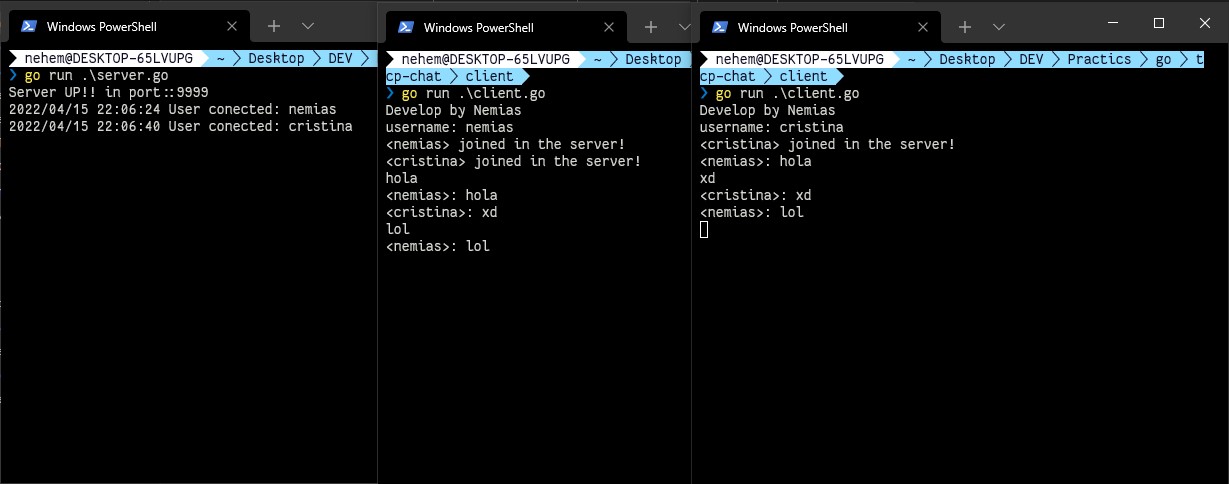 Windows PowerShell
nehem@DESKTOP-65LVUPG ~ Desktop DEV
❯ go run .\server.go
Server UP!! in port::9999
2022/04/15 22:06:24 User conected: nemias
2022/04/15 22:06:40 User conected: cristina
Windows PowerShell
nehem@DESKTOP-65LVUPG ~ Desktop
cp-chat client
❯ go run .\client.go
Develop by Nemias
username: nemias
<nemias> joined in the server!
<cristina> joined in the server!
hola
<nemias>: hola
<cristina>: xd
lol
<nemias>: lol
Windows PowerShell
nehem@DESKTOP-65LVUPG ~ Desktop DEV Practics go t
cp-chat client
❯ go run .\client.go
Develop by Nemias
username: cristina
<cristina> joined in the server!
<nemias>: hola
xd
<cristina>: xd
<nemias>: lol